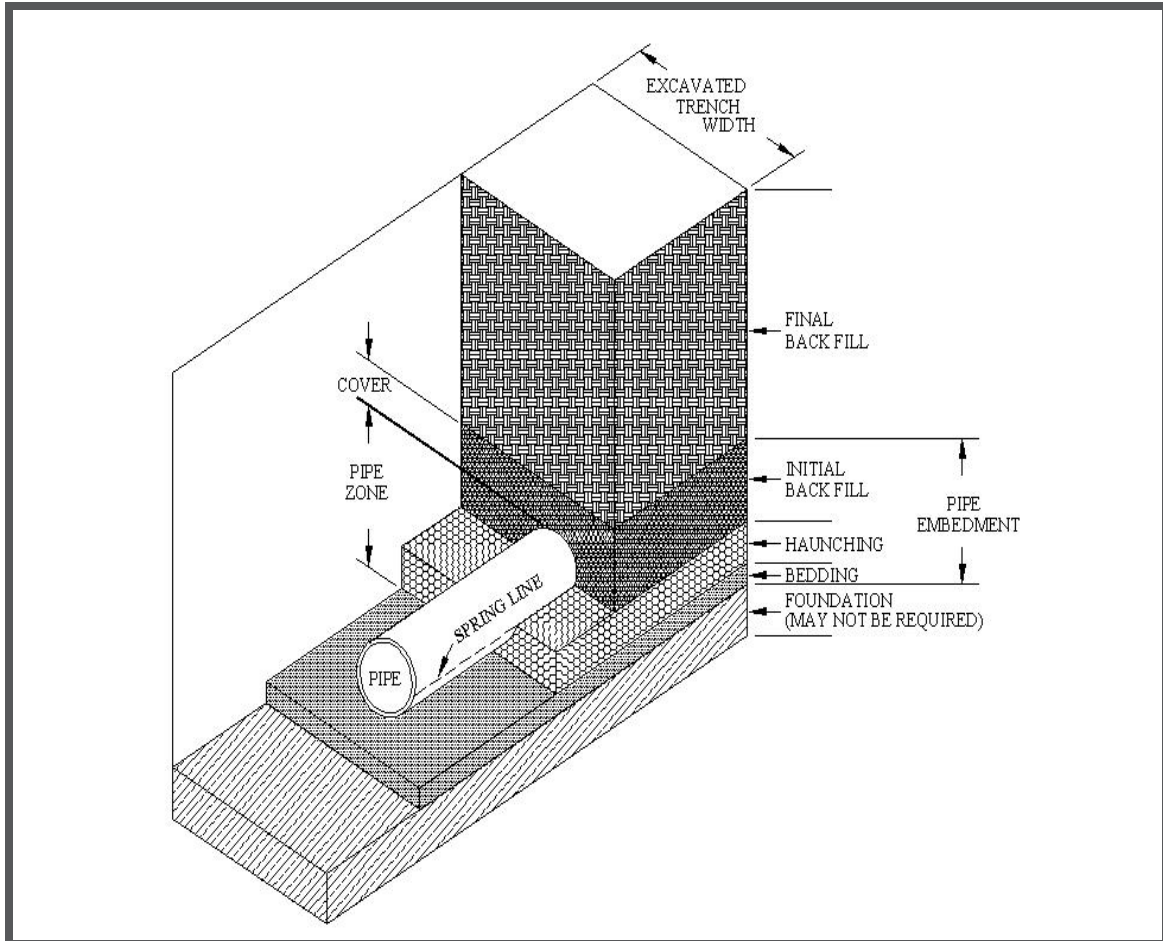 EXCAVATED
TRENCH
WIDTH
FINAL
BACK FILL
COVER
PIPE
ZONE
INITIAL
BACK FILL
PIPE
EMBEDMENT
HAUNCHING
BEDDING
FOUNDATION
(MAY NOT BE REQUIRED)
SPRING LINE
PIPE